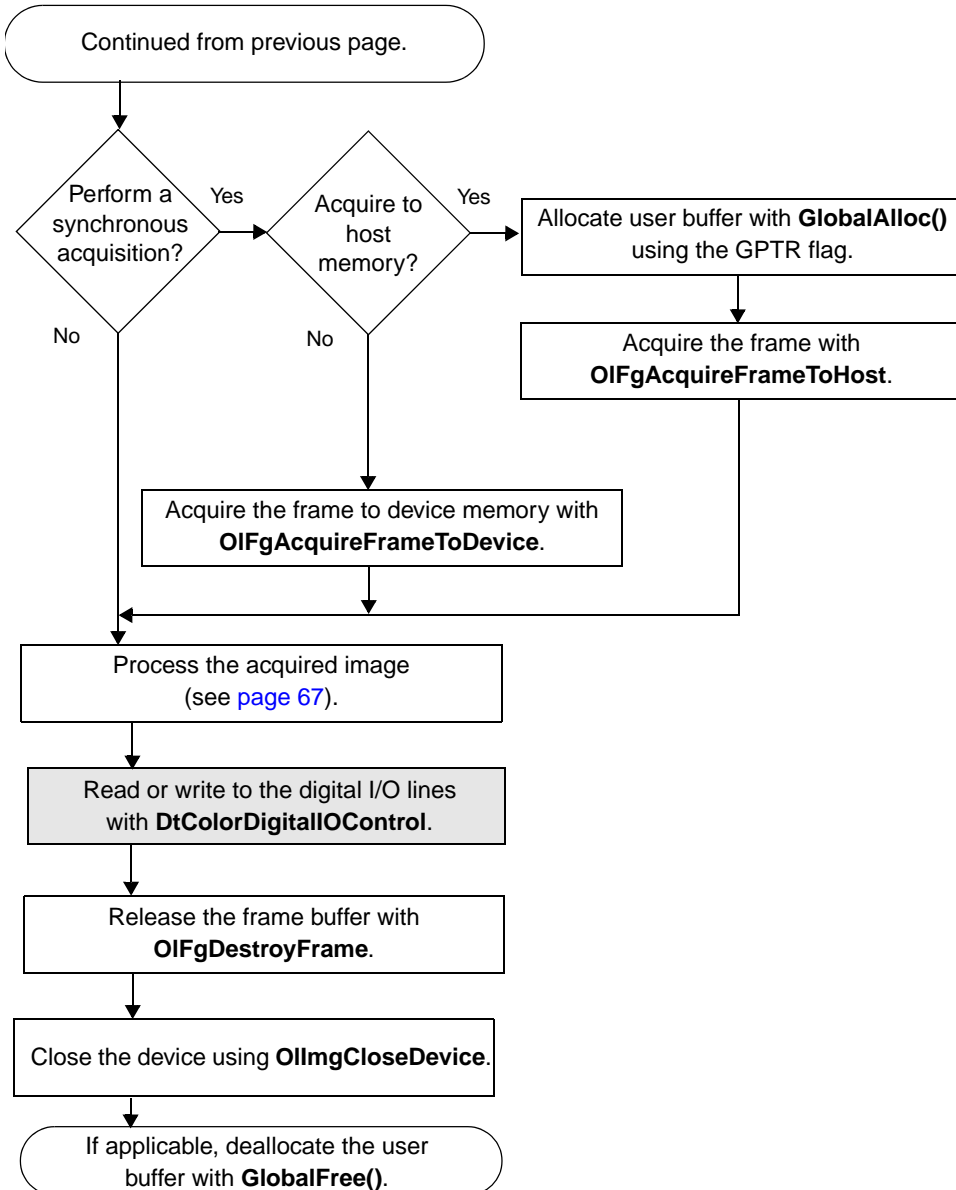 Continued from previous page.
Perform a
synchronous
acquisition?
Yes
No
Acquire to
host
memory?
Yes
No
Allocate user buffer with GlobalAlloc()
using the GPTR flag.
Acquire the frame with
OlFgAcquireFrameToHost.
Acquire the frame to device memory with
OlFgAcquireFrameToDevice.
Process the acquired image
(see page 67).
Read or write to the digital I/O lines
with DtColorDigitalIOControl.
Release the frame buffer with
OlFgDestroyFrame.
Close the device using OlImgCloseDevice.
If applicable, deallocate the user
buffer with GlobalFree().